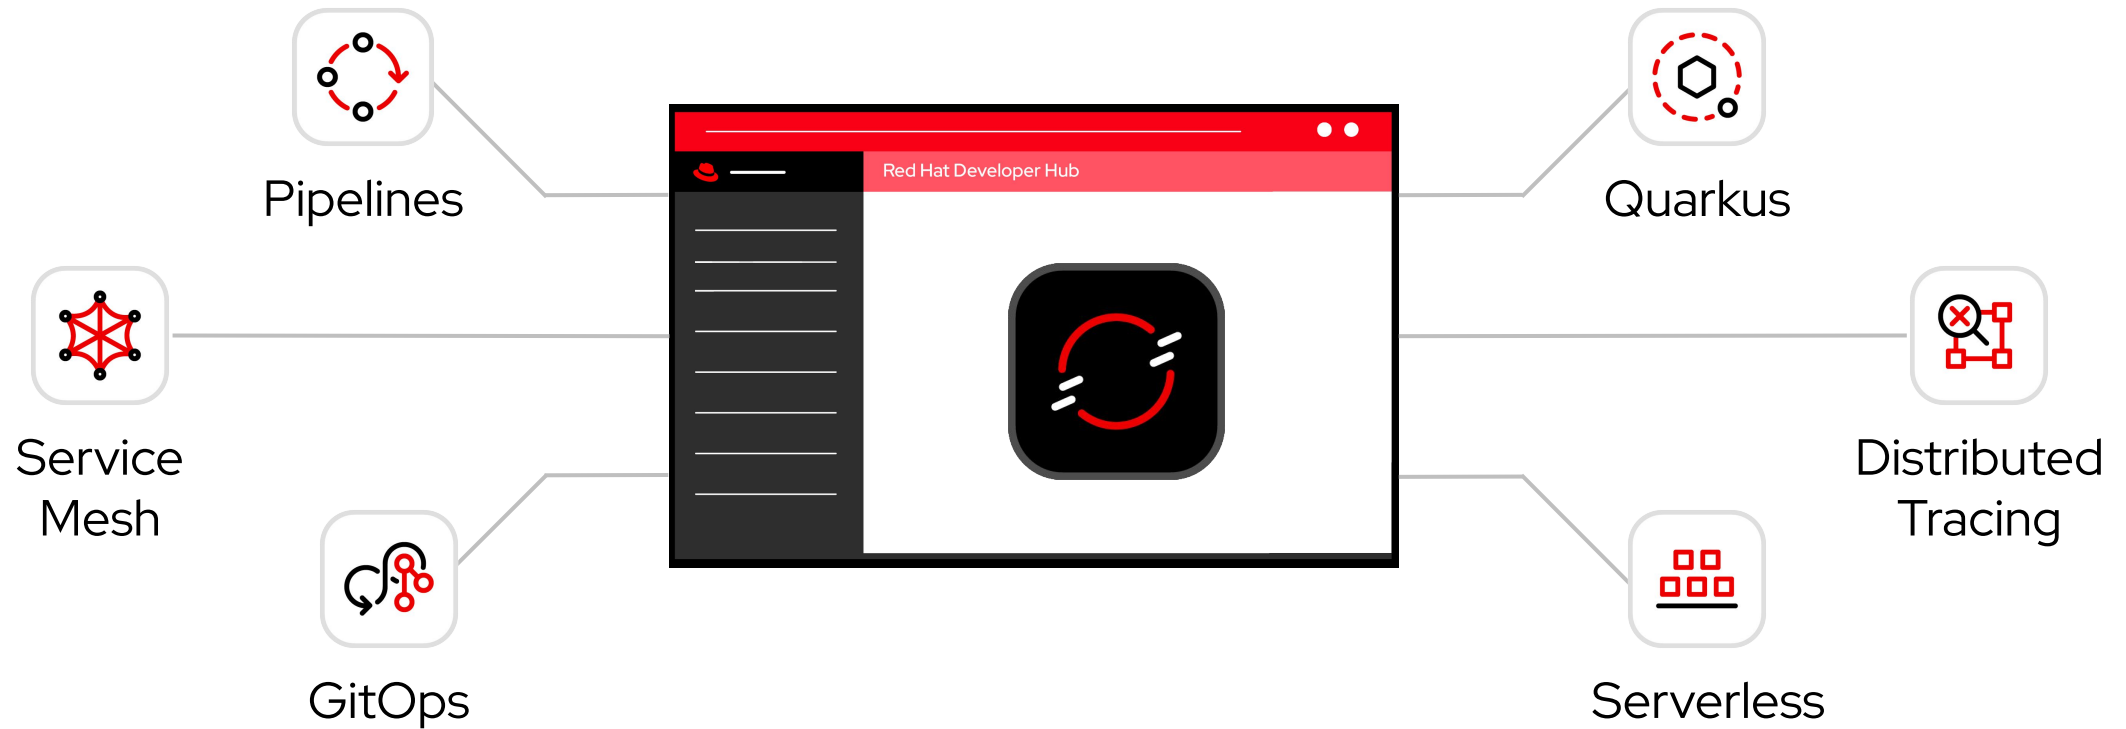 Pipelines
Red Hat Developer Hub
Quarkus
Service
Mesh
Distributed
Tracing
GitOps
Serverless